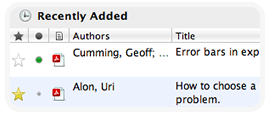 Recently Added
Authors Title
Cumming, Geoff; ... Error bars in exp
Alon, Uri How to choose a
problem.